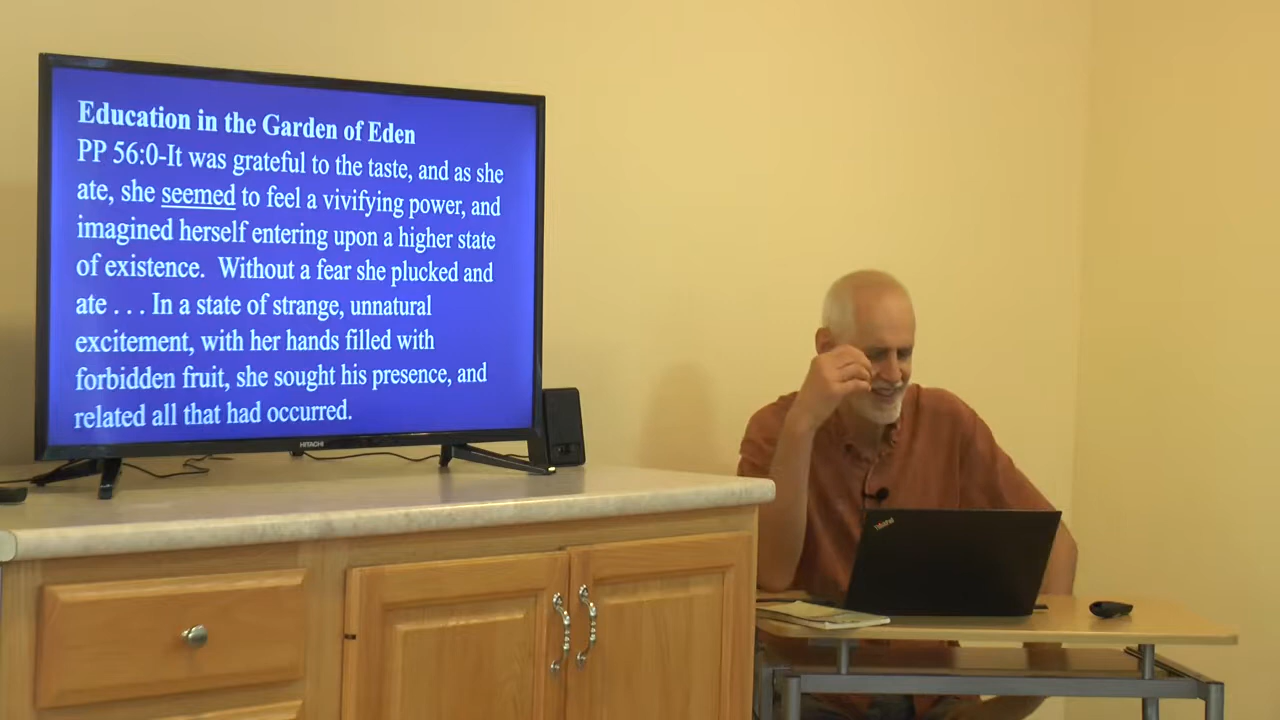 Education in the Garden of Eden
PP 56:0-It was grateful to the taste, and as she
ate, she seemed to feel a vivifying power, and
imagined herself entering upon a higher state
of existence.  Without a fear she plucked and
ate . . . In a state of strange, unnatural
excitement, with her hands filled with
forbidden fruit, she sought his presence, and
related all that had occurred.
HITACHI
ThinkPad